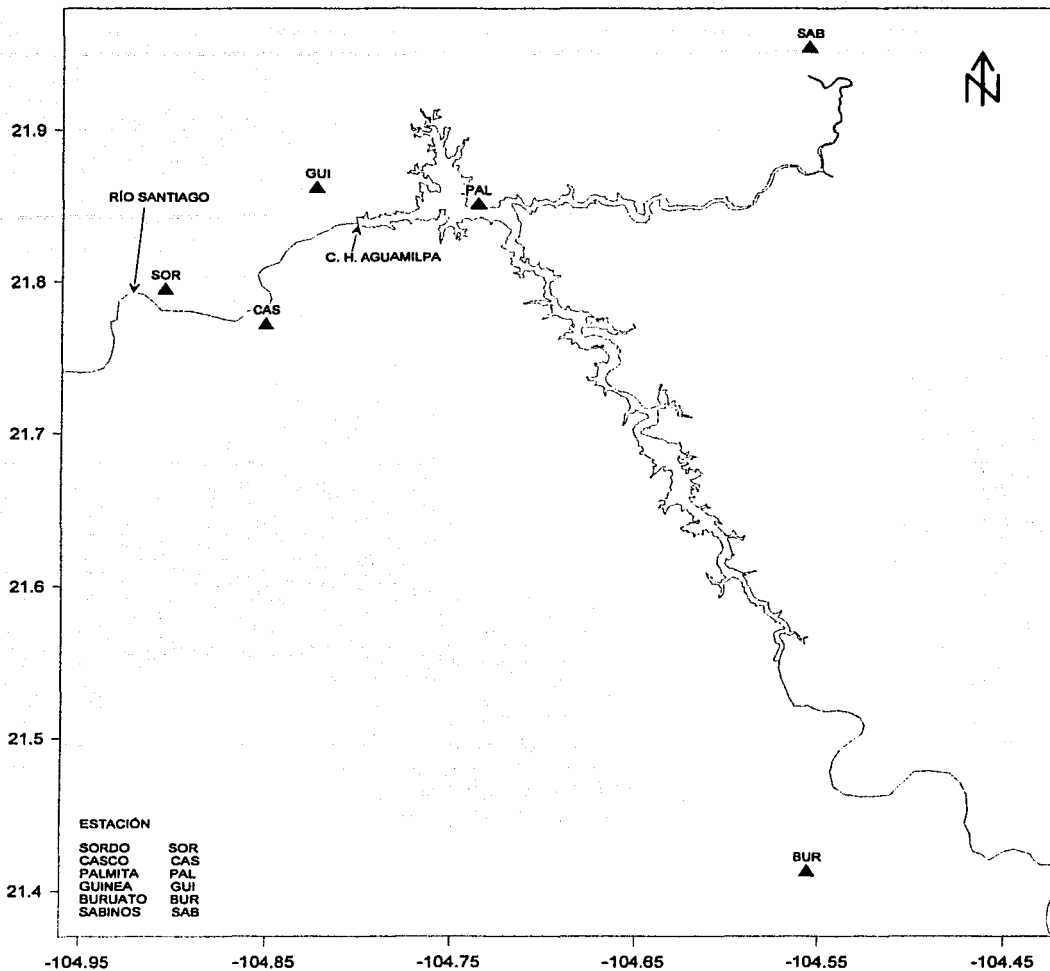 SAB
N
21.9
GUI
PAL
RÍO SANTIAGO
C. H. AGUAMILPA
SOR
21.8
CAS
21.7
21.6
21.5
ESTACIÓN
SORDO SOR
CASCO CAS
PALMITA PAL
GUINEA GUI
BURUATO BUR
SABINOS SAB
BUR
21.4
-104.95 -104.85 -104.75 -104.65 -104.55 -104.45